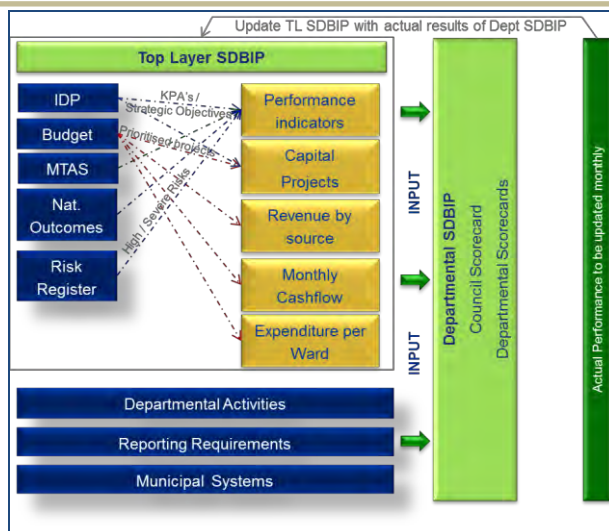 Update TL SDBIP with actual results of Dept SDBIP
Top Layer SDBIP
IDP
Budget
MTAS
Nat.
Outcomes
Risk
Register
KPA's /
Strategic Objectives
Prioritised projects
High / Severe Risks
Performance
indicators
Capital
Projects
Revenue by
source
Monthly
Cashflow
Expenditure per
Ward
INPUT
INPUT
Departmental SDBIP
Council Scorecard
Departmental Scorecards
Actual Performance to be updated monthly
Departmental Activities
Reporting Requirements
Municipal Systems